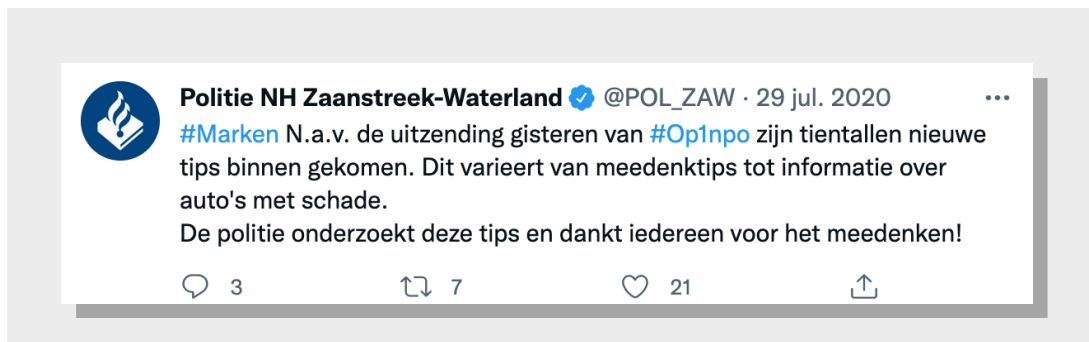 Politie NH Zaanstreek-Waterland @POL_ZAW · 29 jul. 2020
#Marken N.a.v. de uitzending gisteren van #Op1npo zijn tientallen nieuwe
tips binnen gekomen. Dit varieert van meedenktips tot informatie over
auto's met schade.
De politie onderzoekt deze tips en dankt iedereen voor het meedenken!
3 7 21